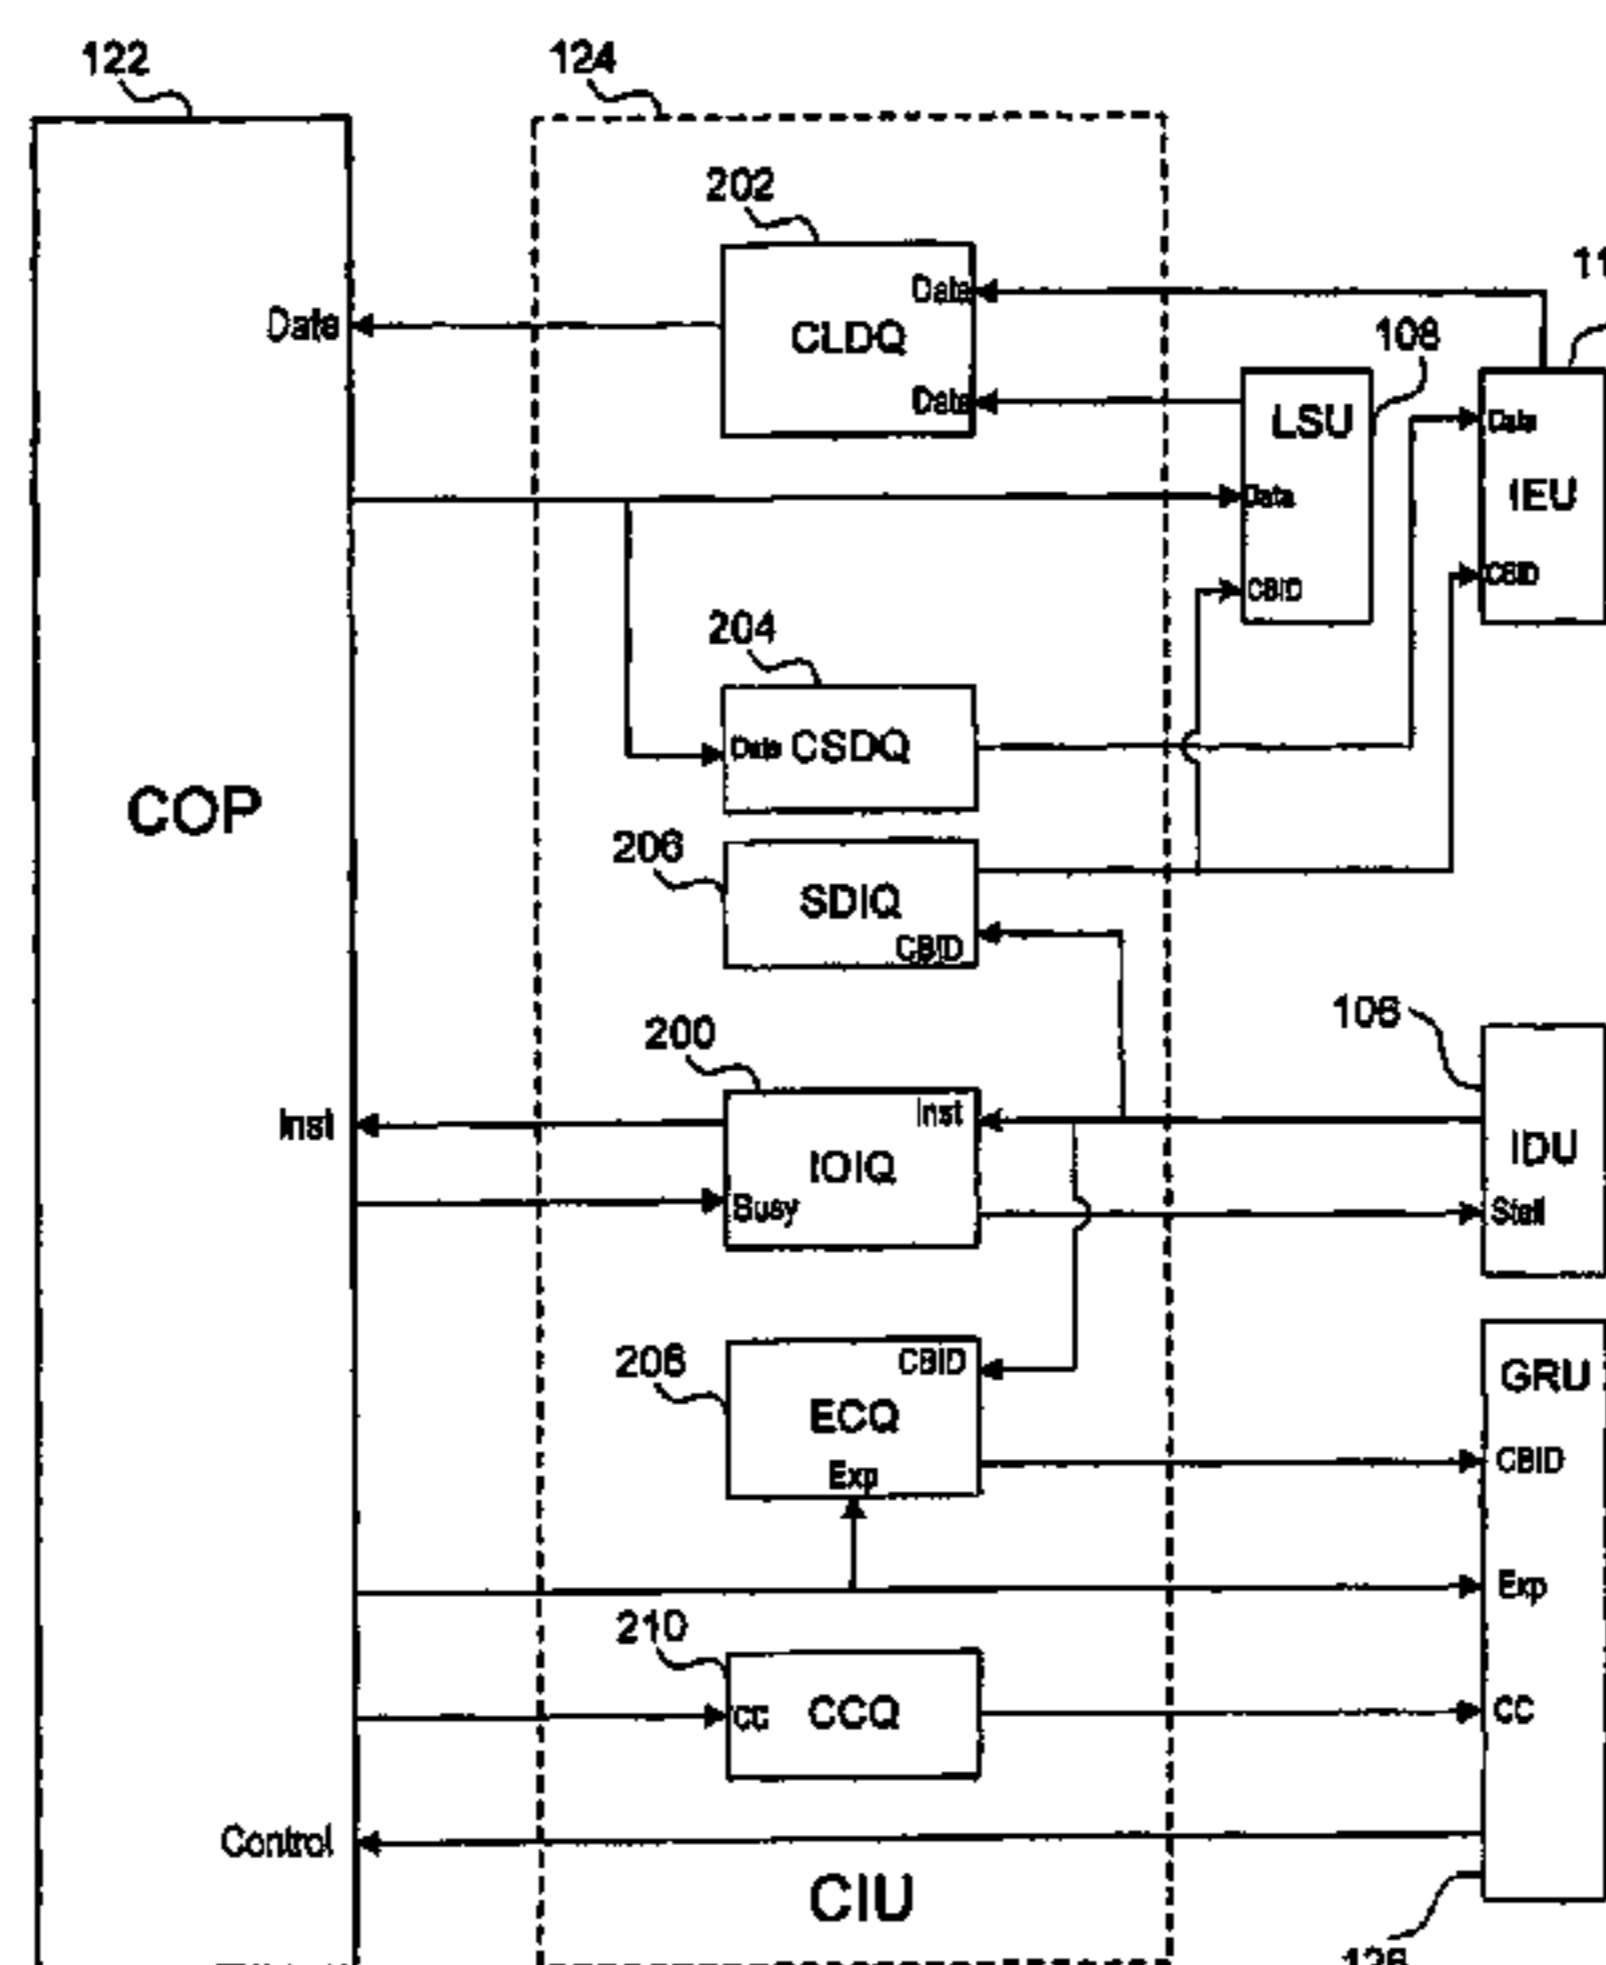 122
124
202
Data
CLDQ
Data
Data
108
LSU
Data
IEU
Data
CBID
CBID
204
Data CSDQ
COP
206
SDIQ
CBID
200
106
Inst
Inst
IOIQ
IDU
Busy
Stall
208
CBID
ECQ
Exp
GRU
CBID
Exp
210
CC CCQ
CC
Control
CIU